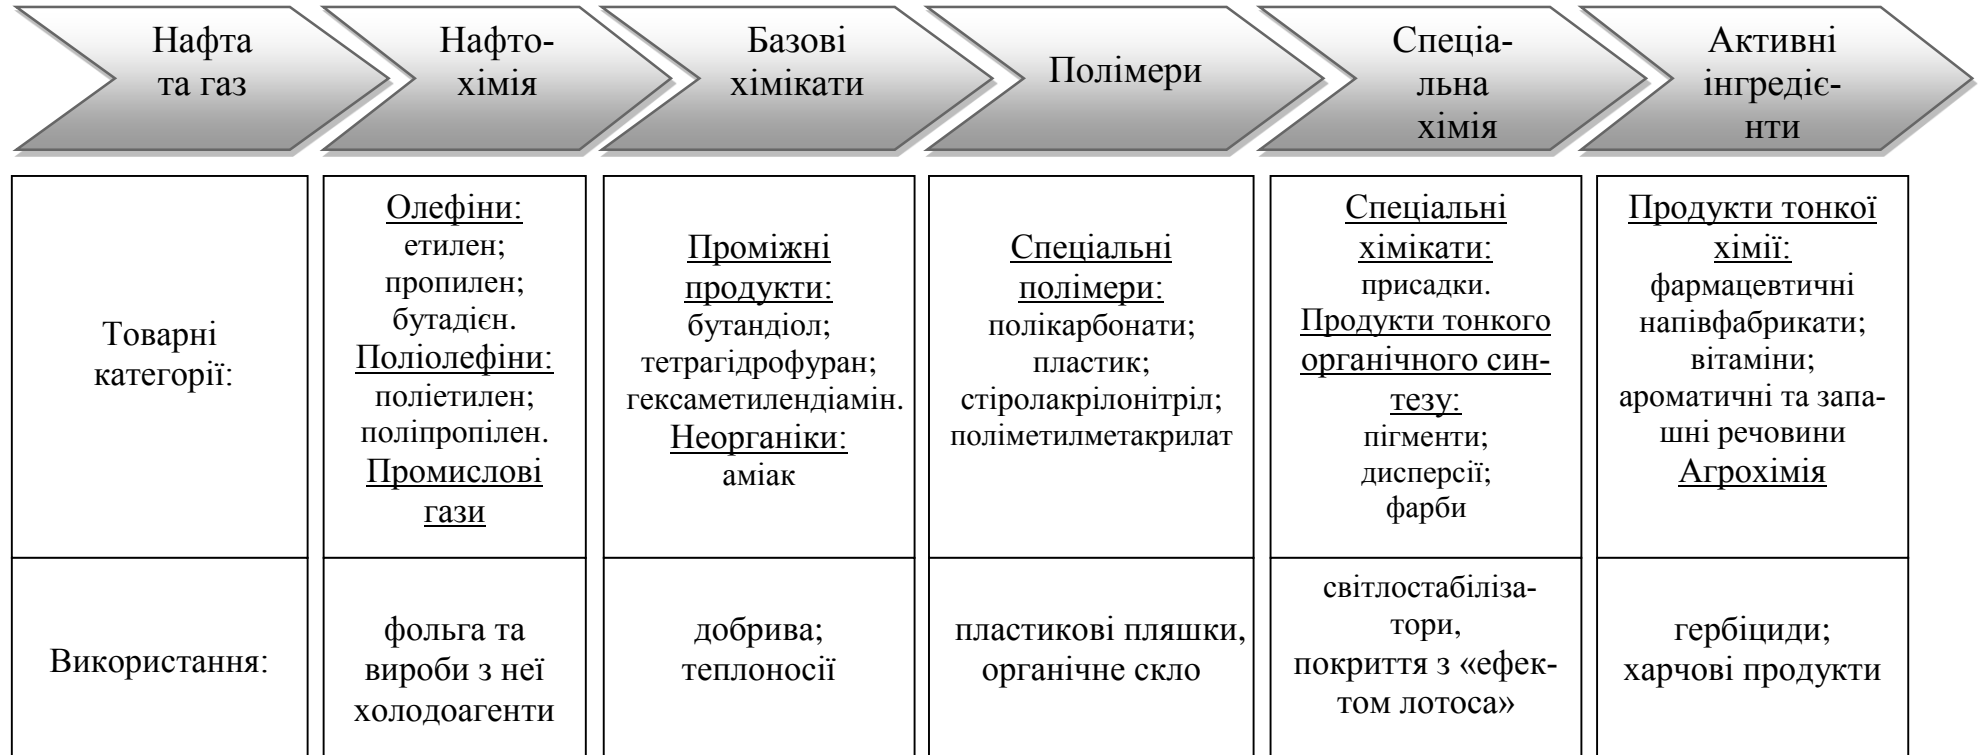 Нафта
та газ
Нафто-
хімія
Базові
хімікати
Полімери
Спеціа-
льна
хімія
Активні
інгредіє-
нти
Товарні
категорії:
Олефіни:
етилен;
пропилен;
бутадієн.
Поліолефіни:
поліетилен;
поліпропілен.
Промислові
гази
Проміжні
продукти:
бутандіол;
тетрагідрофуран;
гексаметилендіамін.
Неорганіки:
аміак
Спеціальні
полімери:
полікарбонати;
пластик;
стіролакрілонітріл;
поліметилметакрилат
Спеціальні
хімікати:
присадки.
Продукти тонкого
органічного син-
тезу:
пігменти;
дисперсії;
фарби
Продукти тонкої
хімії:
фармацевтичні
напівфабрикати;
вітаміни;
ароматичні та запа-
шні речовини
Агрохімія
Використання:
фольга та
вироби з неї
холодоагенти
добрива;
теплоносії
пластикові пляшки,
органічне скло
світлостабіліза-
тори,
покриття з «ефек-
том лотоса»
гербіциди;
харчові продукти